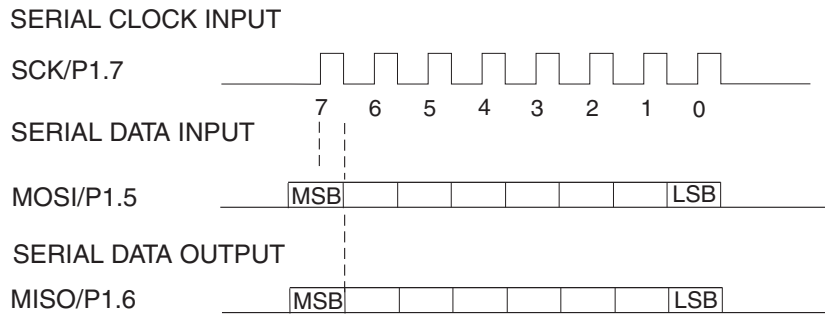 SERIAL CLOCK INPUT
SCK/P1.7
7 6 5 4 3 2 1 0
SERIAL DATA INPUT
MOSI/P1.5 MSB LSB
SERIAL DATA OUTPUT
MISO/P1.6 MSB LSB